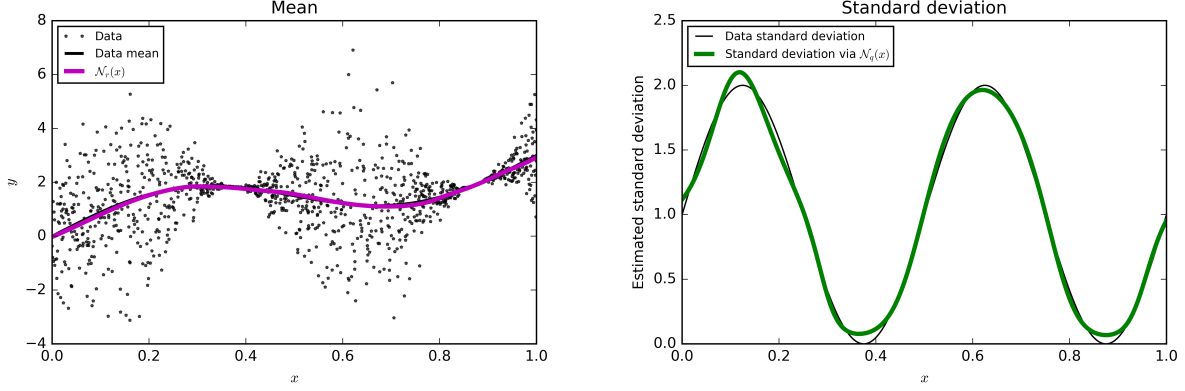 Mean
8
6
4
2
0
−2
−4
y
Data
Data mean
𝒩_r(x)
0.0 0.2 0.4 0.6 0.8 1.0
x
Standard deviation
2.5
2.0
1.5
1.0
0.5
0.0
Estimated standard deviation
Data standard deviation
Standard deviation via 𝒩_q(x)
0.0 0.2 0.4 0.6 0.8 1.0
x